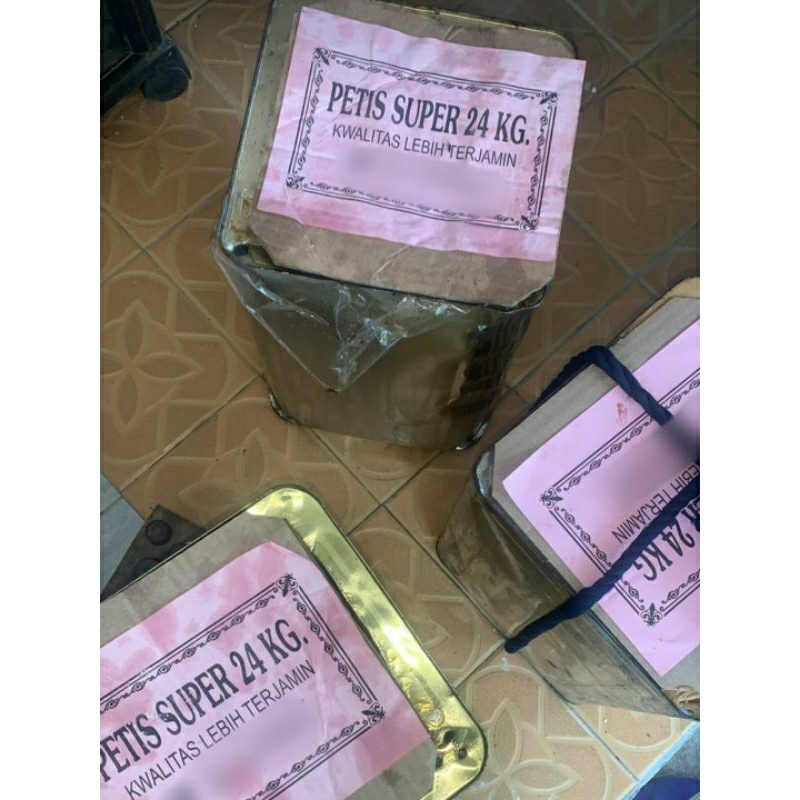 PETIS SUPER 24 KG.
KWALITAS LEBIH TERJAMIN
PETIS SUPER 24 KG.
KWALITAS LEBIH TERJAMIN
24 KG.
LEBIH TERJAMIN